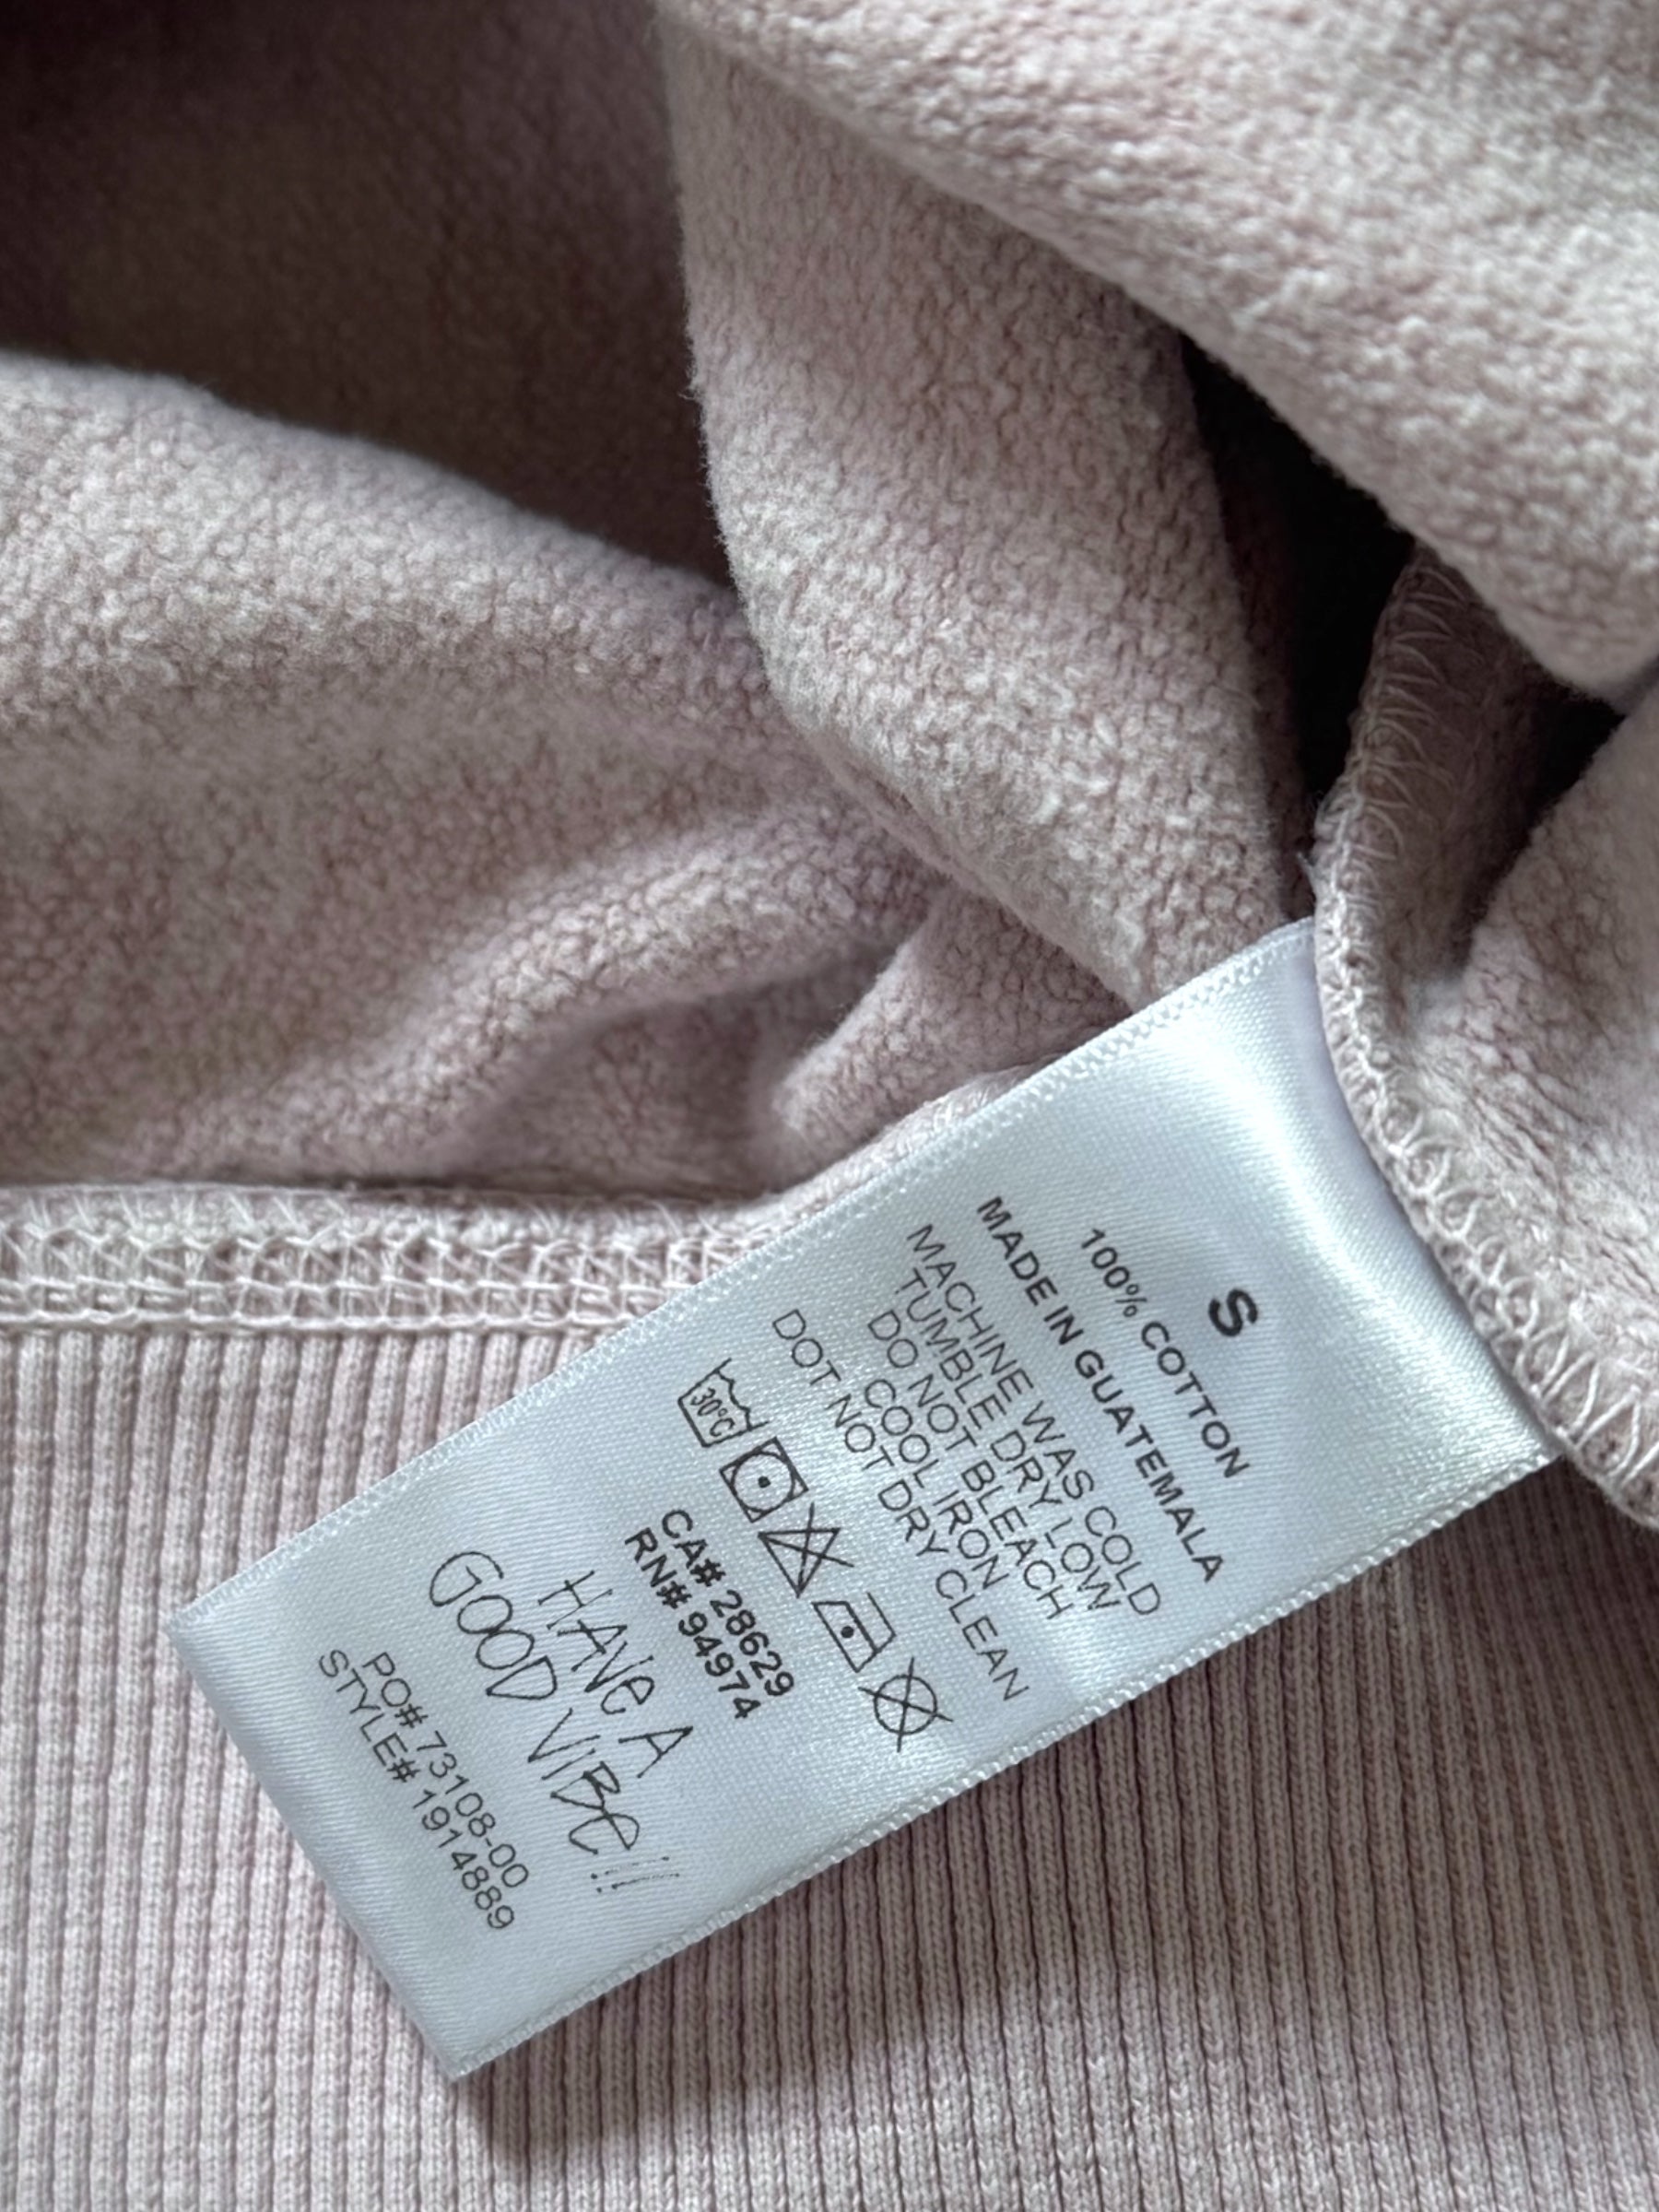 S
100% COTTON
MADE IN GUATEMALA
MACHINE WAS COLD
TUMBLE DRY LOW
DO NOT BLEACH
COOL IRON
DOT NOT DRY CLEAN
30°C
CA# 28629
RN# 94974
HAVe A
GOOD VIBE!!!
PO# 73108-00
STYLE# 1914889